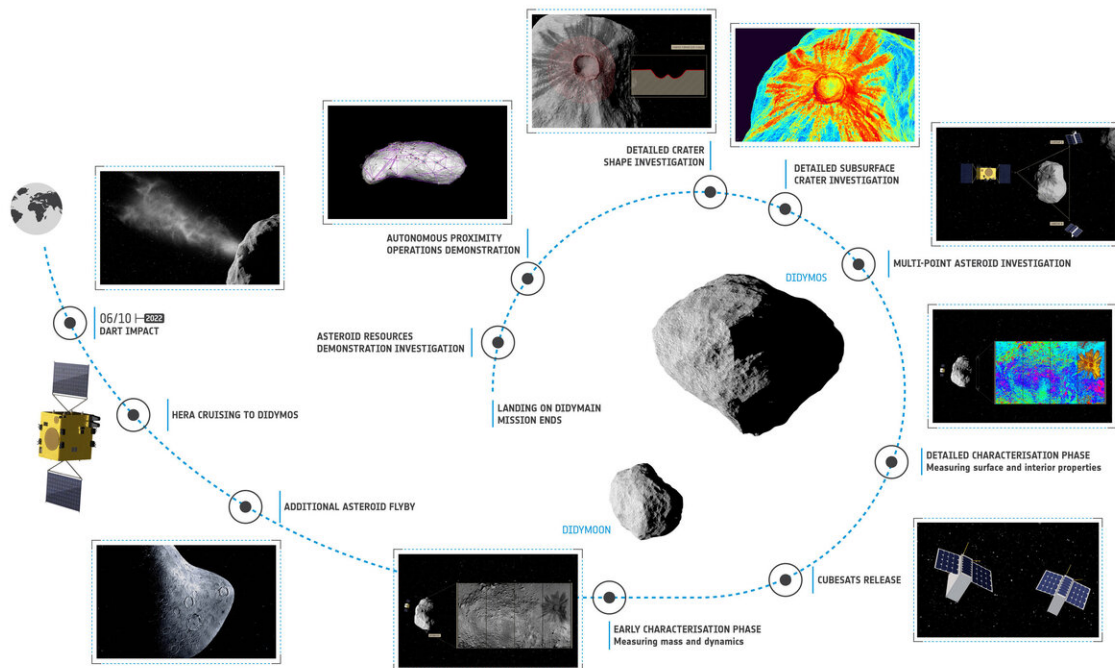 DETAILED CRATER
SHAPE INVESTIGATION
DETAILED SUBSURFACE
CRATER INVESTIGATION
AUTONOMOUS PROXIMITY
OPERATIONS DEMONSTRATION
MULTI-POINT ASTEROID INVESTIGATION
DIDYMOS
06/10 2022
DART IMPACT
ASTEROID RESOURCES
DEMONSTRATION INVESTIGATION
HERA CRUISING TO DIDYMOS
LANDING ON DIDYMAIN
MISSION ENDS
DETAILED CHARACTERISATION PHASE
Measuring surface and interior properties
ADDITIONAL ASTEROID FLYBY
DIDYMOON
CUBESATS RELEASE
EARLY CHARACTERISATION PHASE
Measuring mass and dynamics